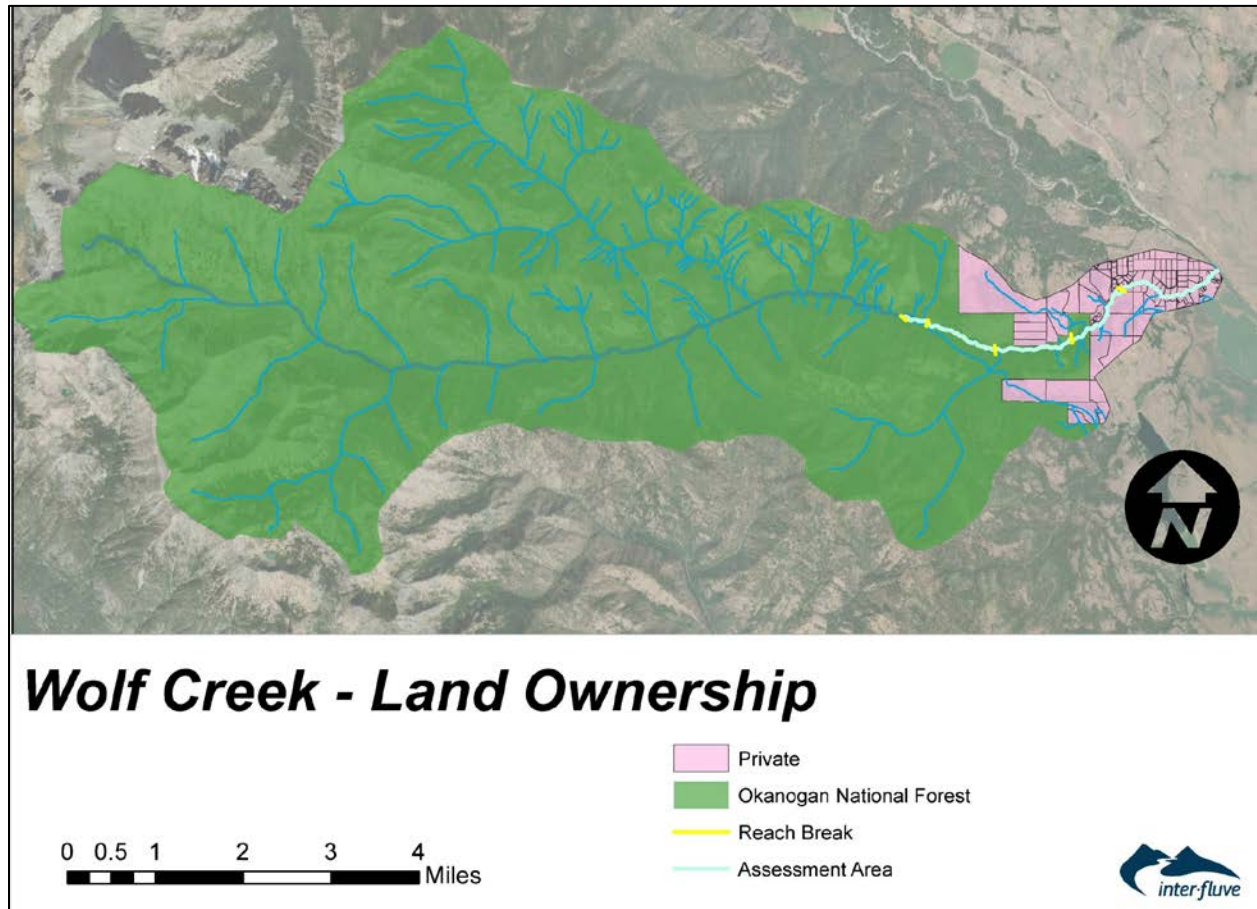 N
Wolf Creek - Land Ownership
Private
Okanogan National Forest
Reach Break
Assessment Area
0 0.5 1 2 3 4
Miles
inter-fluve